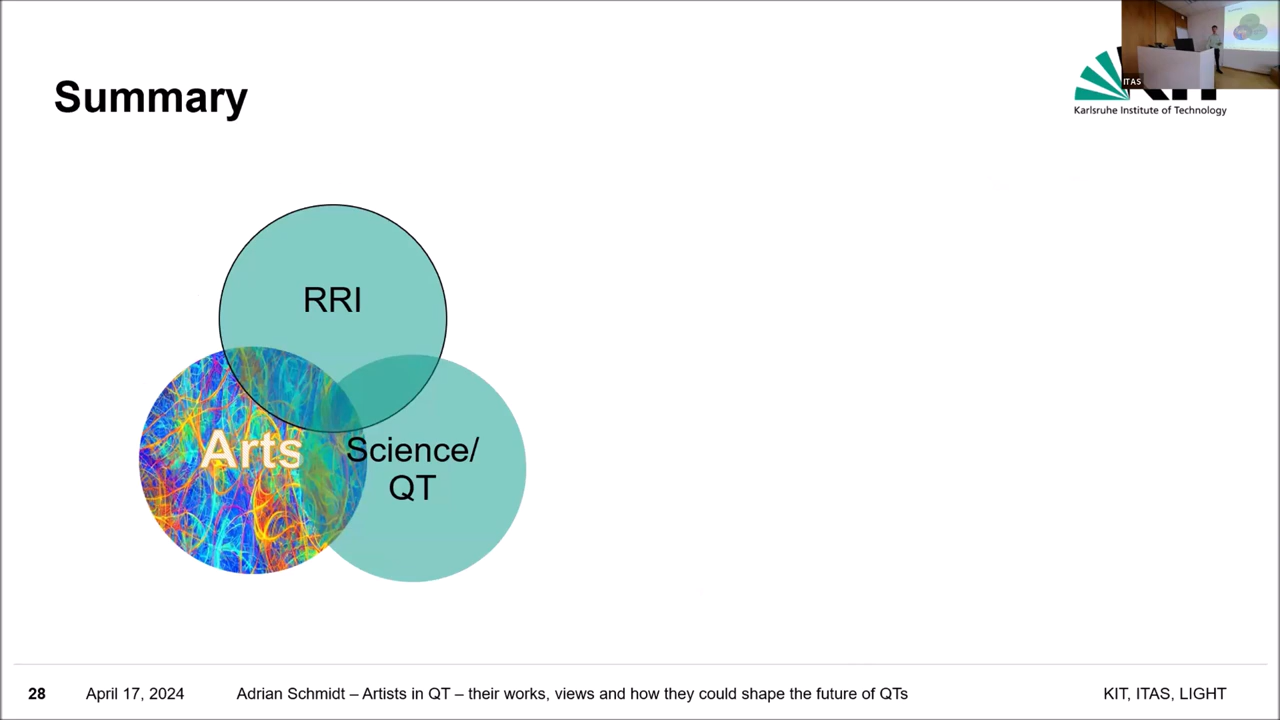 Summary
ITAS
Karlsruhe Institute of Technology
RRI
Arts
Science/
QT
28 April 17, 2024 Adrian Schmidt – Artists in QT – their works, views and how they could shape the future of QTs KIT, ITAS, LIGHT